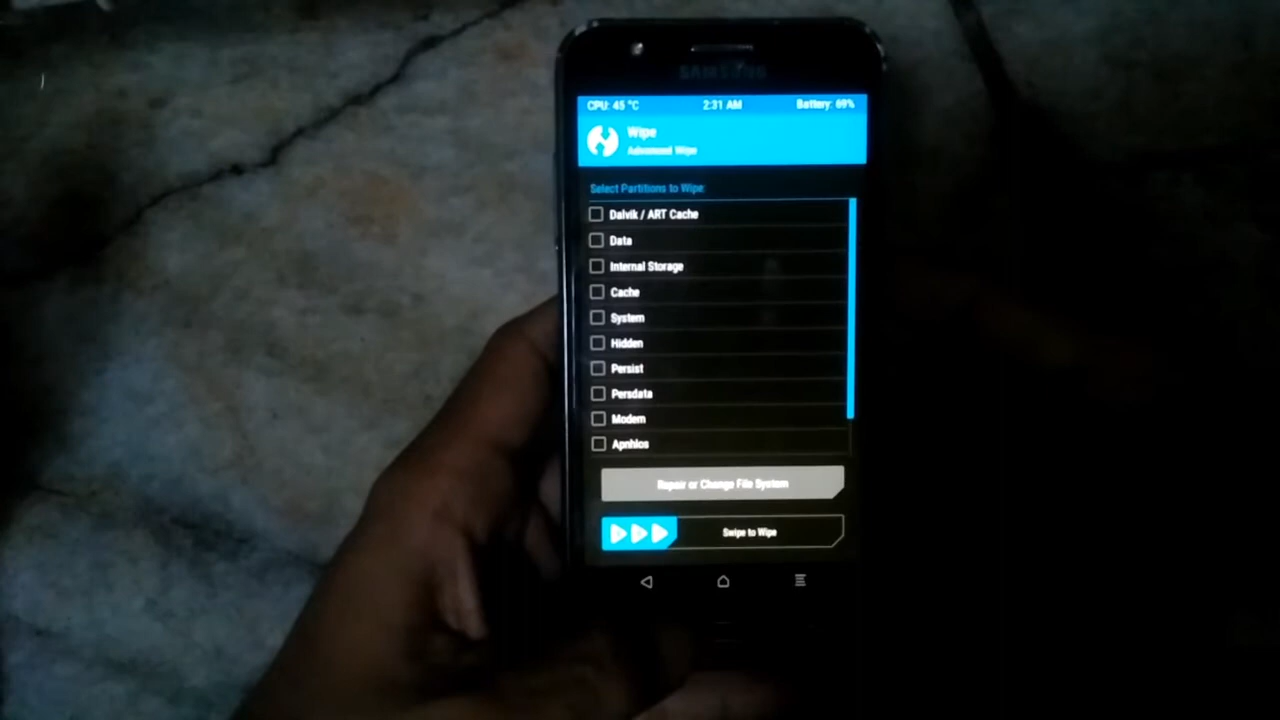 SAMSUNG
CPU: 45 °C 2:31 AM Battery: 69%
Wipe
Advanced Wipe
Select Partitions to Wipe:
Dalvik / ART Cache
Data
Internal Storage
Cache
System
Hidden
Persist
Persdata
Modem
Apnhlos
Repair or Change File System
Swipe to Wipe